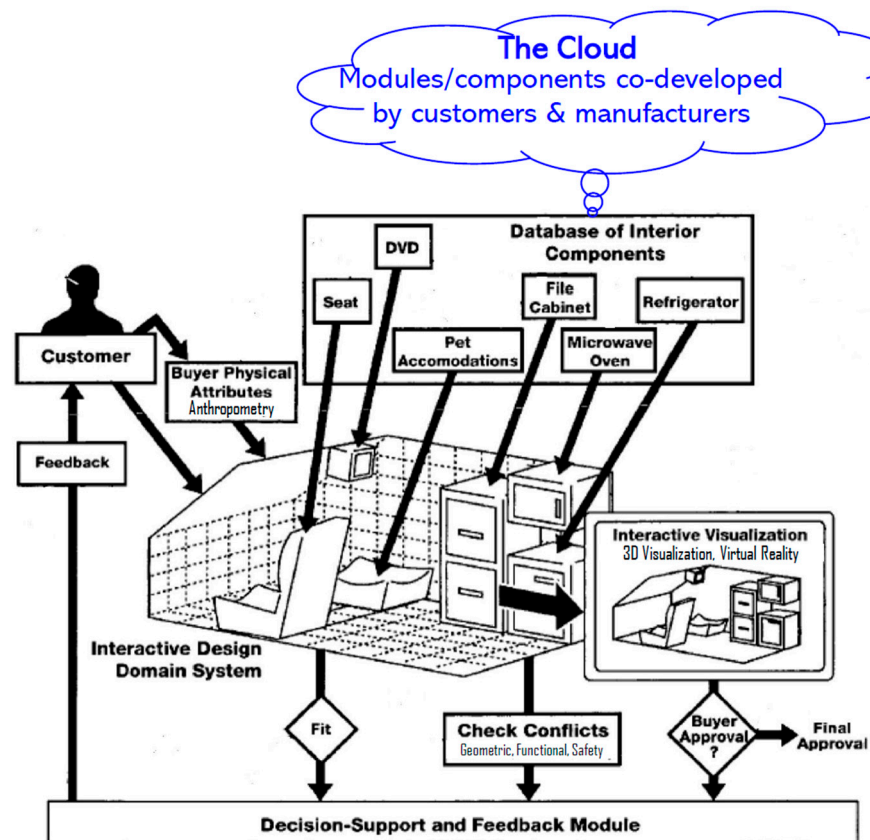 The Cloud
Modules/components co-developed
by customers & manufacturers
Database of Interior
Components
DVD
Seat
File
Cabinet
Refrigerator
Pet
Accomodations
Microwave
Oven
Customer
Buyer Physical
Attributes
Anthropometry
Feedback
Interactive Visualization
3D Visualization, Virtual Reality
Interactive Design
Domain System
Fit
Check Conflicts
Geometric, Functional, Safety
Buyer
Approval
?
Final
Approval
Decision-Support and Feedback Module